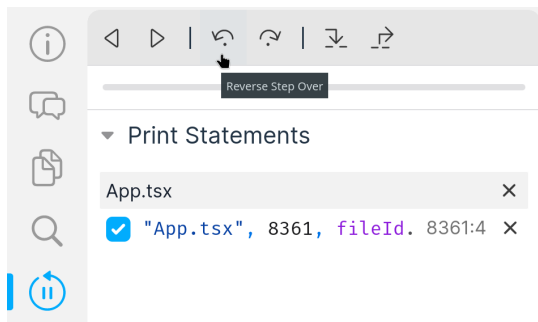 Reverse Step Over
Print Statements
App.tsx
"App.tsx", 8361, fileId. 8361:4